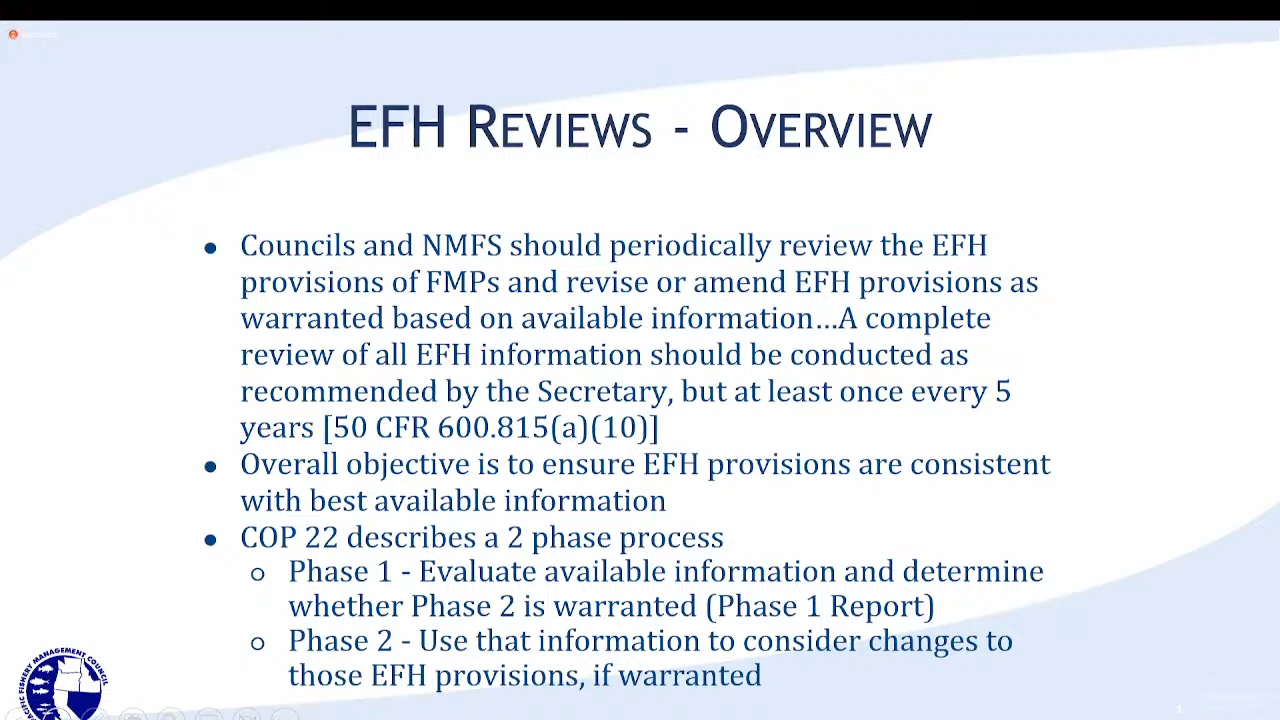 EFH REVIEWS - OVERVIEW
● Councils and NMFS should periodically review the EFH
provisions of FMPs and revise or amend EFH provisions as
warranted based on available information...A complete
review of all EFH information should be conducted as
recommended by the Secretary, but at least once every 5
years [50 CFR 600.815(a)(10)]
● Overall objective is to ensure EFH provisions are consistent
with best available information
● COP 22 describes a 2 phase process
○ Phase 1 - Evaluate available information and determine
whether Phase 2 is warranted (Phase 1 Report)
○ Phase 2 - Use that information to consider changes to
those EFH provisions, if warranted
PACIFIC FISHERY MANAGEMENT COUNCIL
1